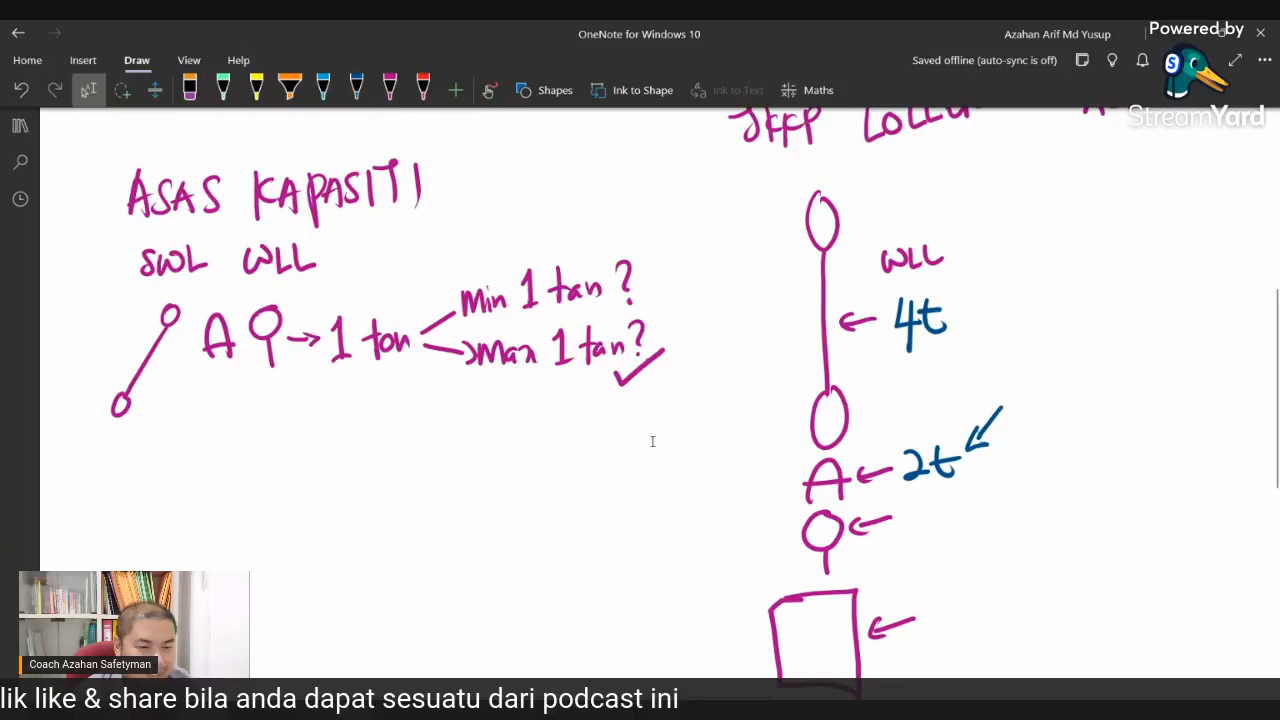 OneNote for Windows 10
Azahan Arif Md Yusup
Powered by
StreamYard
Home Insert Draw View Help
Saved offline (auto-sync is off)
Shapes Ink to Shape Ink to Text Maths
JKKP
ASAS KAPASITI
SWL WLL
A → 1 ton
min 1 tan?
max 1 tan?
WLL
4t
A ← 2t
Coach Azahan Safetyman
lik like & share bila anda dapat sesuatu dari podcast ini